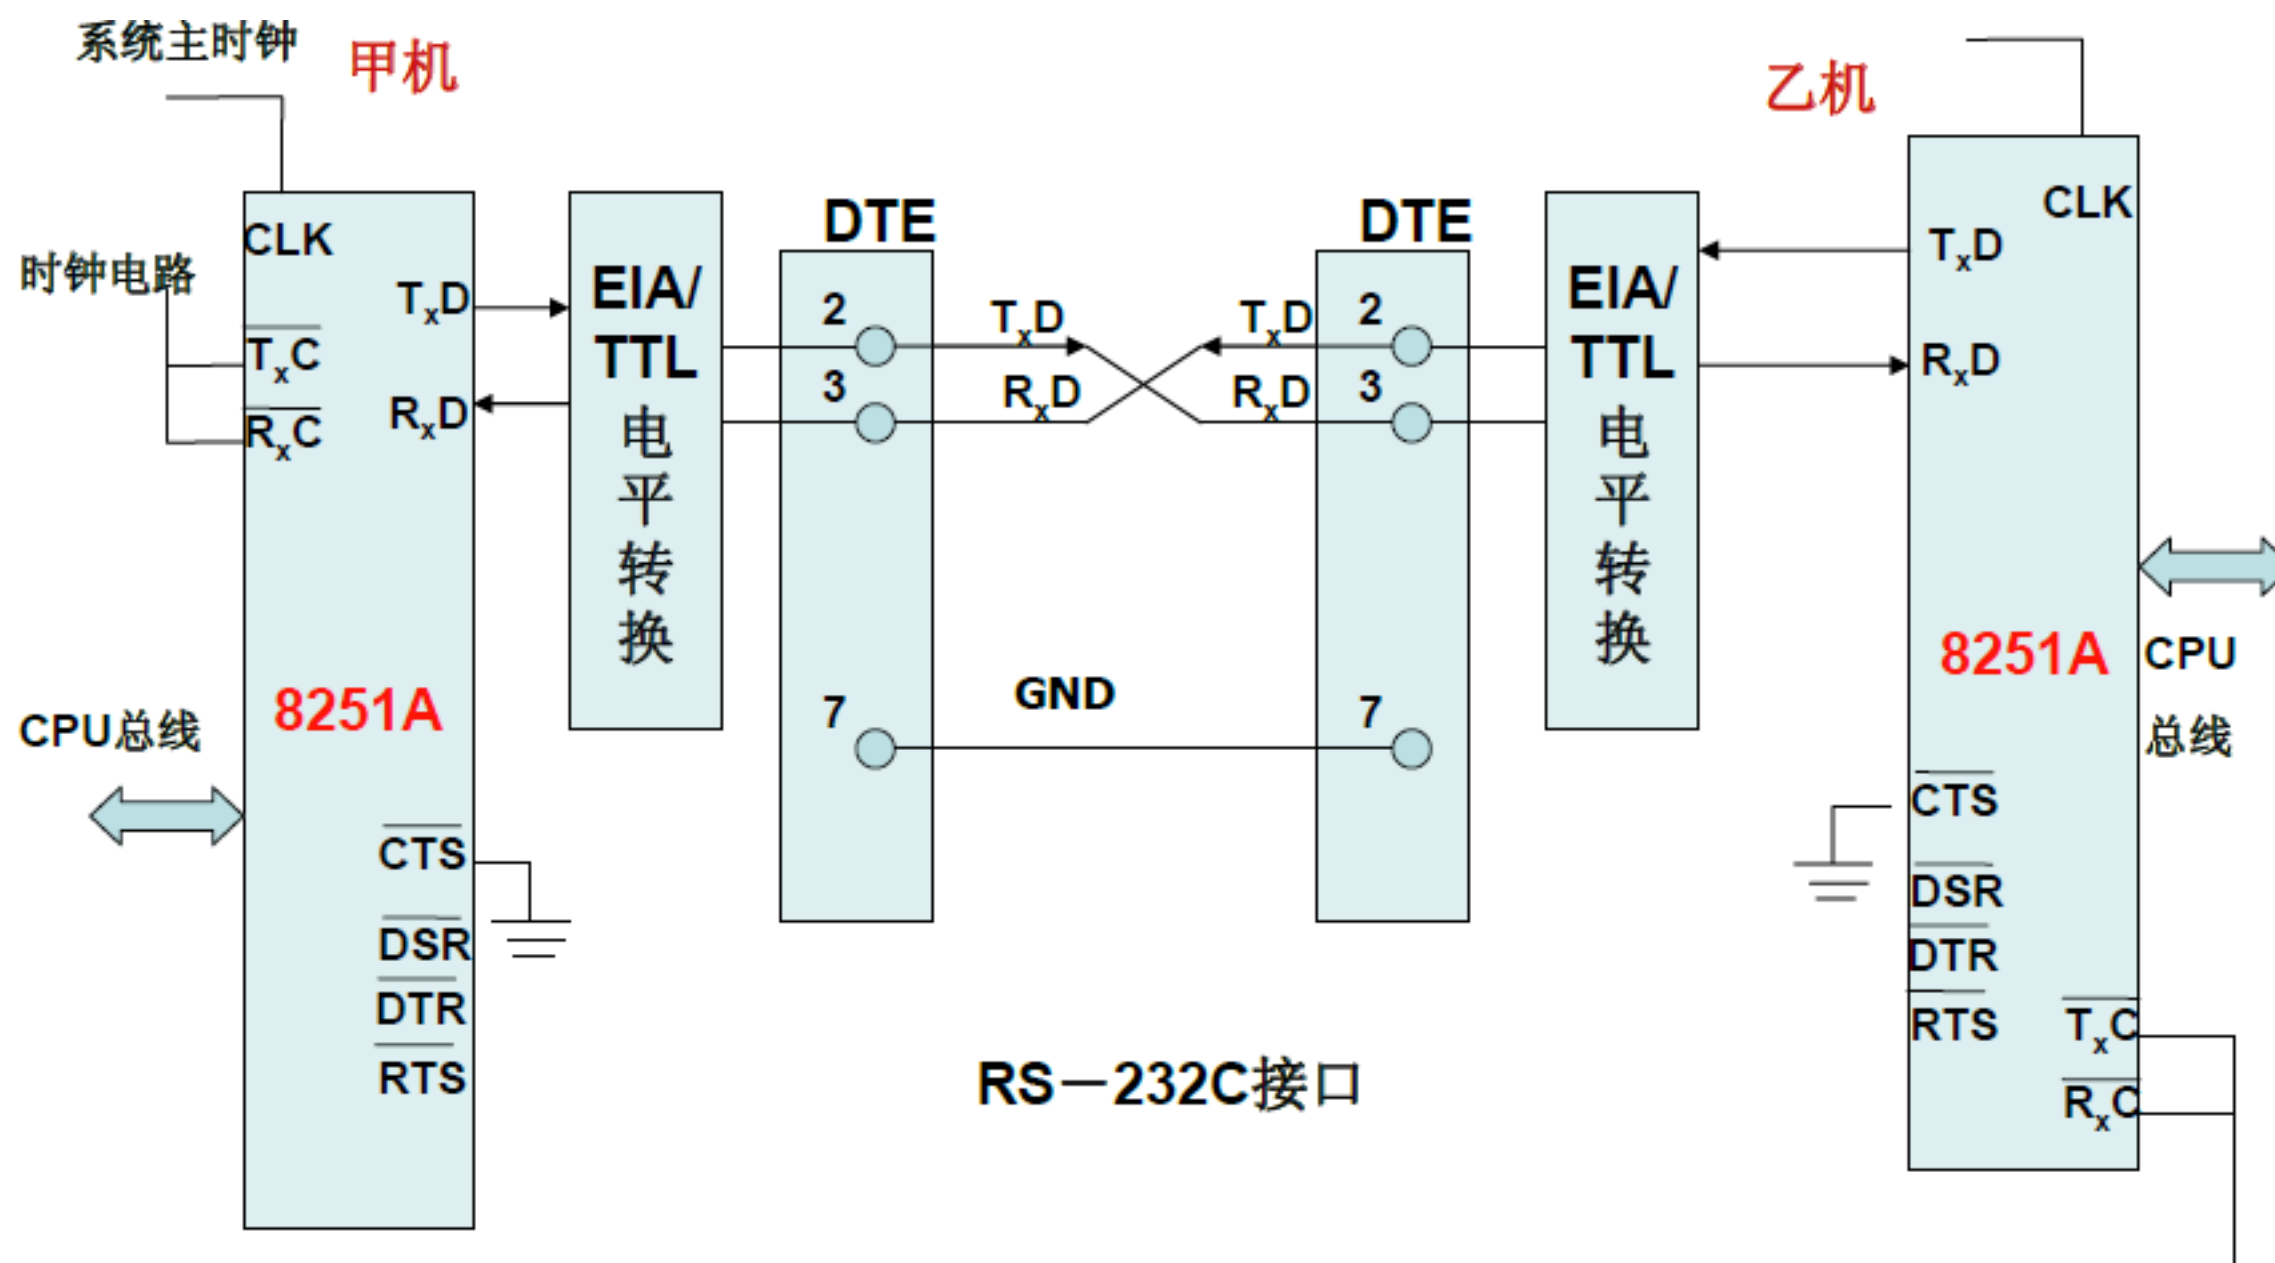 系统主时钟
甲机
乙机
CLK
时钟电路
TxC
RxC
TxD
RxD
8251A
CPU总线
CTS
DSR
DTR
RTS
EIA/
TTL
电
平
转
换
DTE
2
3
7
TxD
RxD
GND
TxD
RxD
DTE
2
3
7
RS－232C接口
EIA/
TTL
电
平
转
换
CLK
TxD
RxD
8251A
CPU
总线
CTS
DSR
DTR
RTS
TxC
RxC